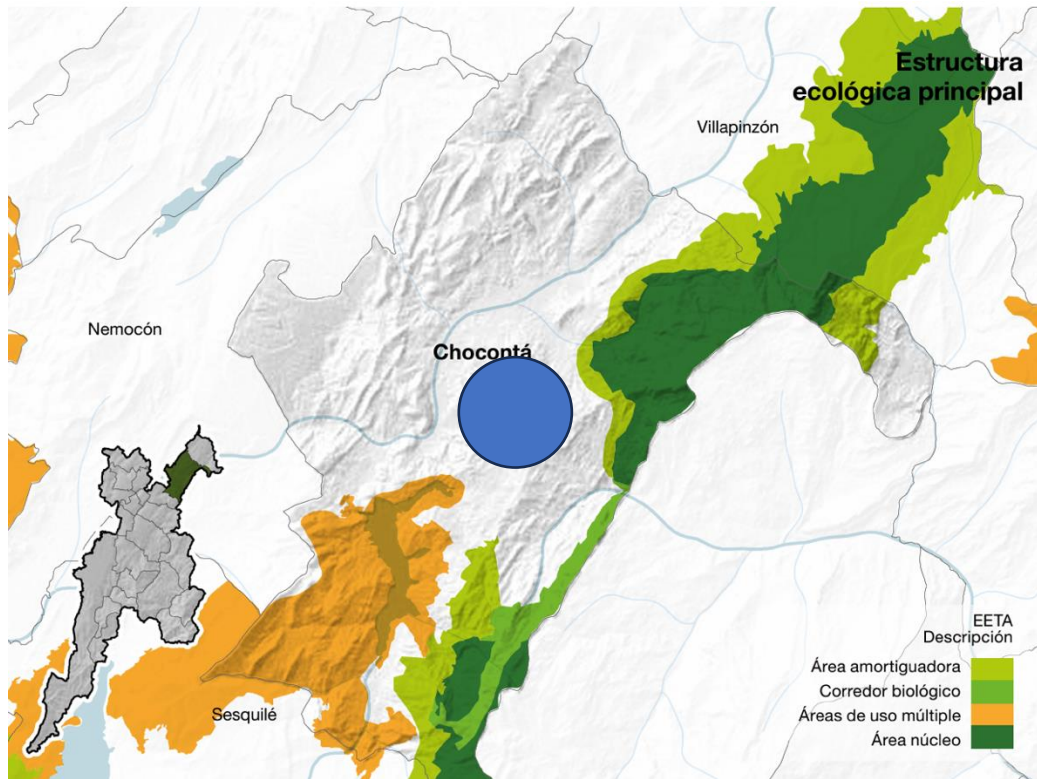 Estructura
ecológica principal
Villapinzón
Nemocón
Chocontá
Sesquilé
EETA
Descripción
Área amortiguadora
Corredor biológico
Áreas de uso múltiple
Área núcleo